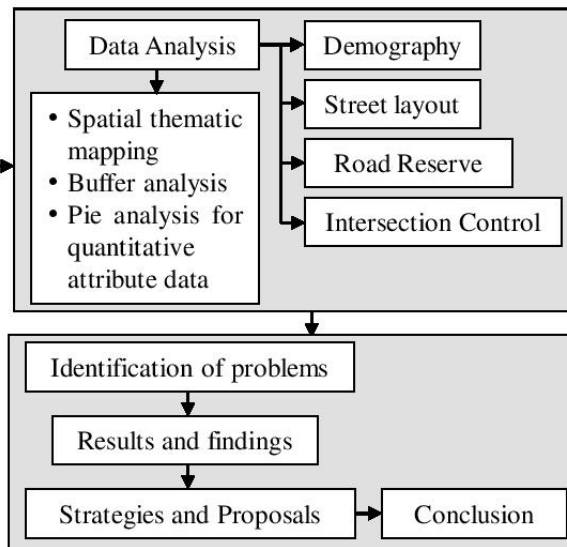 Data Analysis
• Spatial thematic
mapping
• Buffer analysis
• Pie analysis for
quantitative
attribute data
Demography
Street layout
Road Reserve
Intersection Control
Identification of problems
Results and findings
Strategies and Proposals
Conclusion